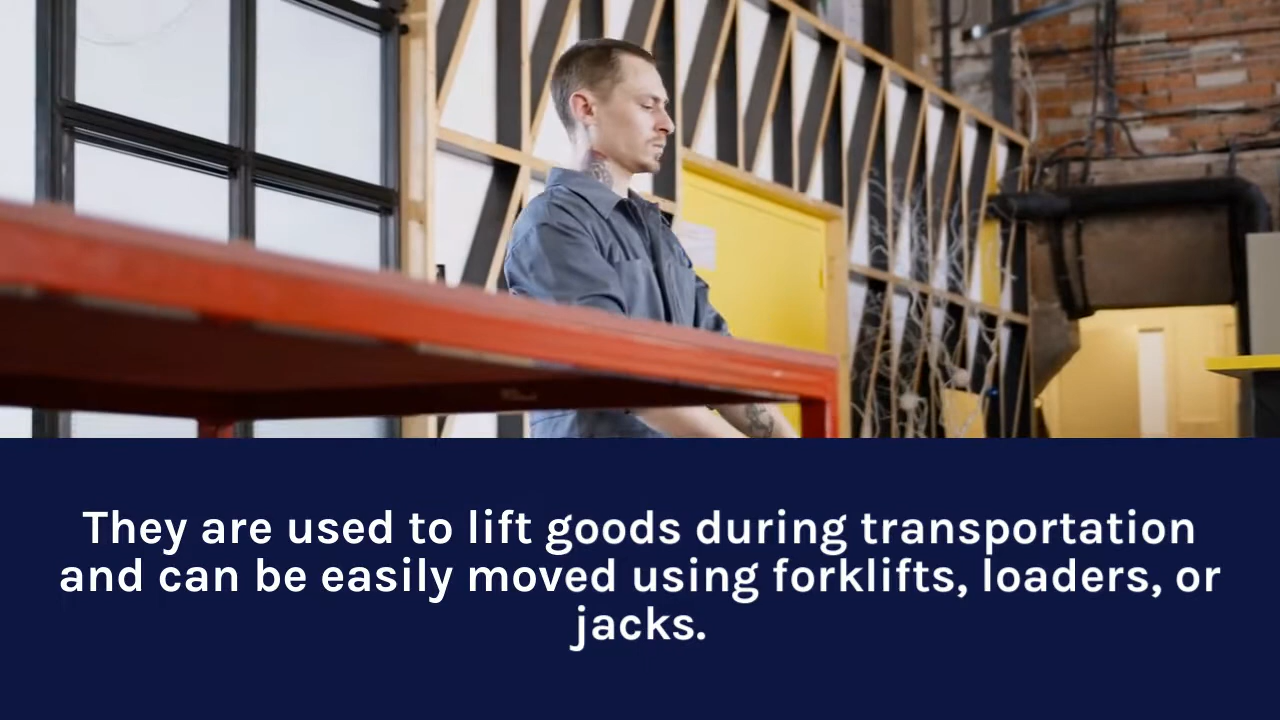 They are used to lift goods during transportation
and can be easily moved using forklifts, loaders, or
jacks.